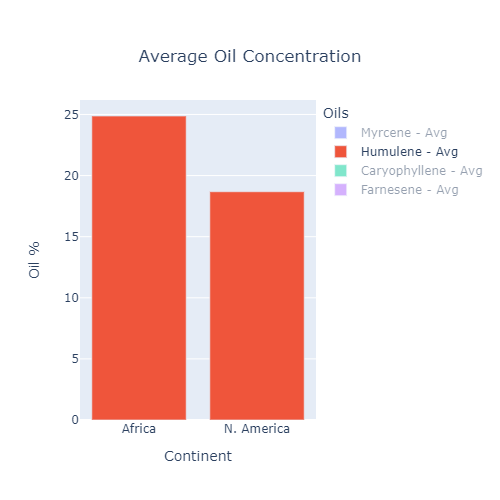 Average Oil Concentration
Oils
Myrcene - Avg
Humulene - Avg
Caryophyllene - Avg
Farnesene - Avg
25
20
15
10
5
0
Oil %
Africa
N. America
Continent